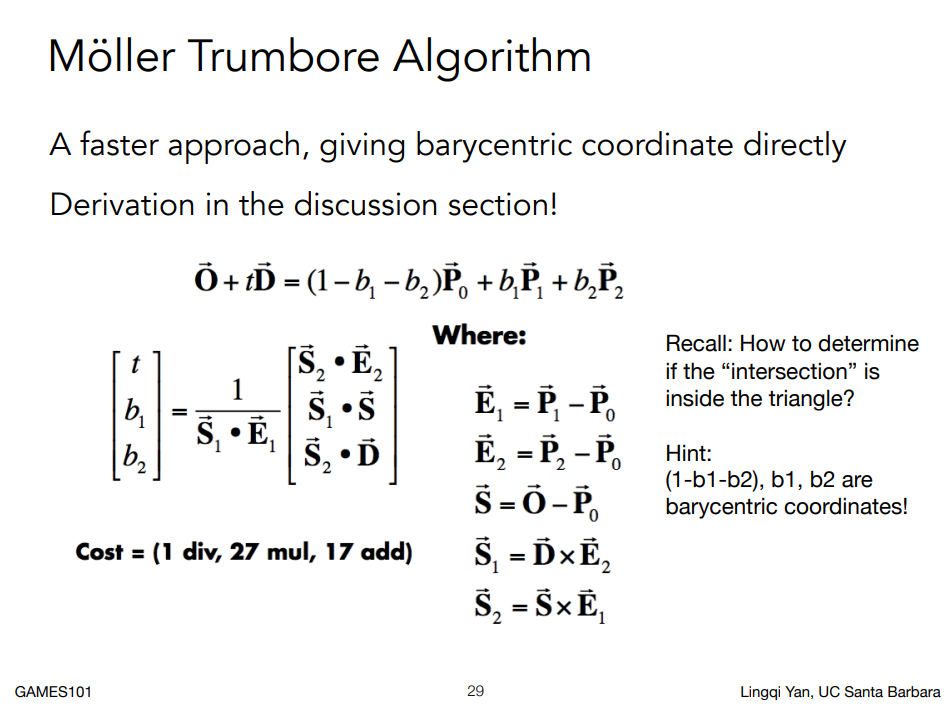 Möller Trumbore Algorithm
A faster approach, giving barycentric coordinate directly
Derivation in the discussion section!
$\vec{\mathbf{O}} + t\vec{\mathbf{D}} = (1 - b_1 - b_2)\vec{\mathbf{P}}_0 + b_1\vec{\mathbf{P}}_1 + b_2\vec{\mathbf{P}}_2$
$\begin{bmatrix} t \\ b_1 \\ b_2 \end{bmatrix} = \frac{1}{\vec{\mathbf{S}}_1 \bullet \vec{\mathbf{E}}_1} \begin{bmatrix} \vec{\mathbf{S}}_2 \bullet \vec{\mathbf{E}}_2 \\ \vec{\mathbf{S}}_1 \bullet \vec{\mathbf{S}} \\ \vec{\mathbf{S}}_2 \bullet \vec{\mathbf{D}} \end{bmatrix}$
Cost = (1 div, 27 mul, 17 add)
Where:
$\vec{\mathbf{E}}_1 = \vec{\mathbf{P}}_1 - \vec{\mathbf{P}}_0$
$\vec{\mathbf{E}}_2 = \vec{\mathbf{P}}_2 - \vec{\mathbf{P}}_0$
$\vec{\mathbf{S}} = \vec{\mathbf{O}} - \vec{\mathbf{P}}_0$
$\vec{\mathbf{S}}_1 = \vec{\mathbf{D}} \times \vec{\mathbf{E}}_2$
$\vec{\mathbf{S}}_2 = \vec{\mathbf{S}} \times \vec{\mathbf{E}}_1$
Recall: How to determine
if the “intersection” is
inside the triangle?
Hint:
(1-b1-b2), b1, b2 are
barycentric coordinates!
GAMES101
29
Lingqi Yan, UC Santa Barbara